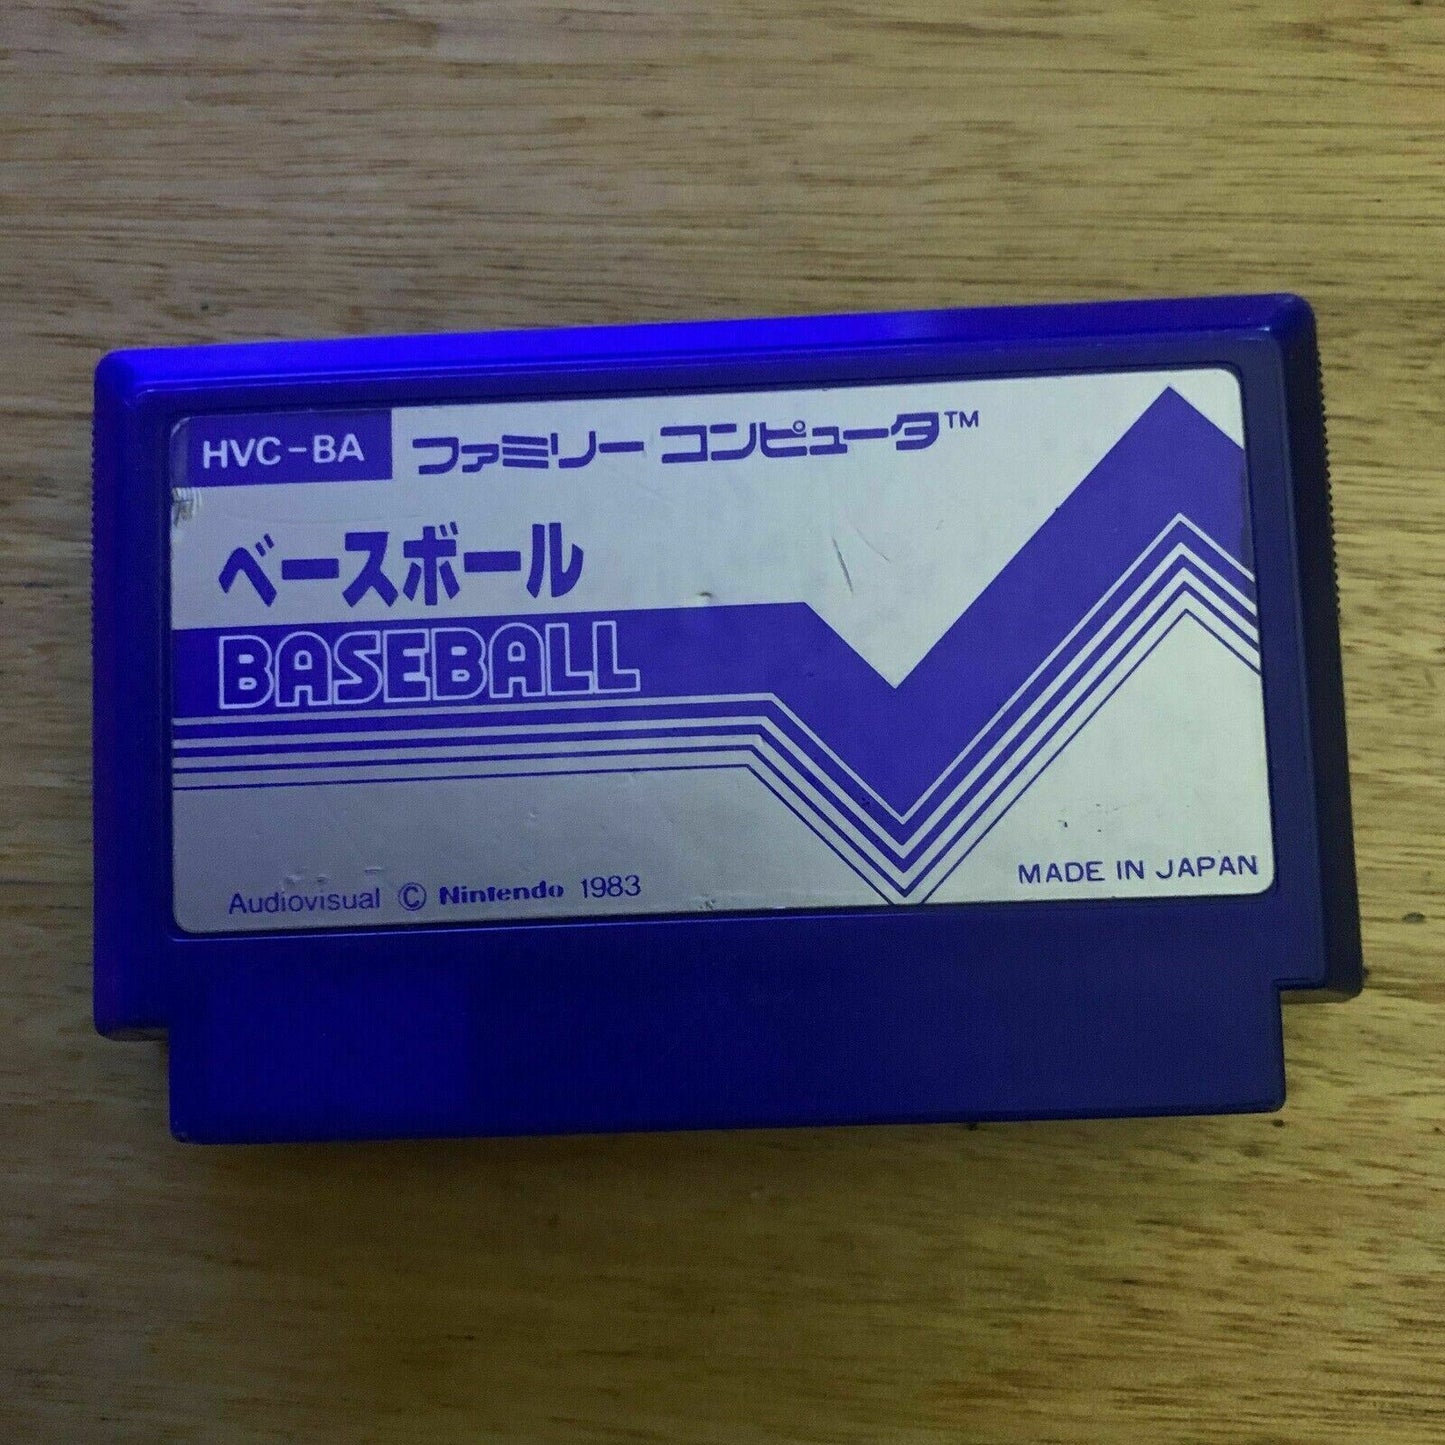 HVC-BA ファミリー コンピュータ™
ベースボール
BASEBALL
Audiovisual © Nintendo 1983
MADE IN JAPAN